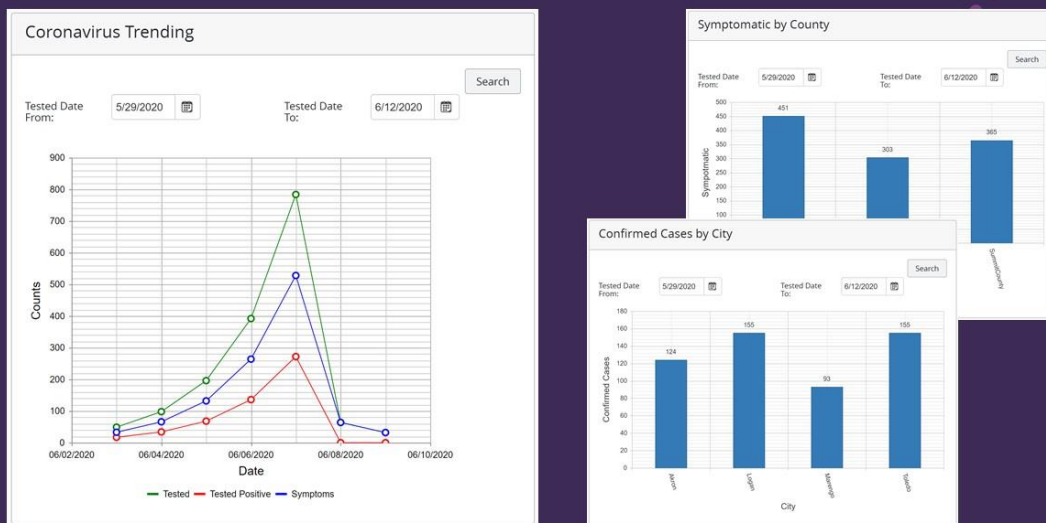 Coronavirus Trending
Search
Tested Date
From:
5/29/2020
Tested Date
To:
6/12/2020
900
800
700
600
500
400
300
200
100
0
Counts
06/02/2020 06/04/2020 06/06/2020 06/08/2020 06/10/2020
Date
Tested Tested Positive Symptoms
Symptomatic by County
Search
Tested Date
From:
5/29/2020
Tested Date
To:
6/12/2020
500
450
400
350
300
250
200
150
100
Sympotmatic
451
303
365
SummitCounty
Confirmed Cases by City
Search
Tested Date
From:
5/29/2020
Tested Date
To:
6/12/2020
180
160
140
120
100
80
60
40
20
0
Confirmed Cases
124
155
93
155
Akron
Logan
Marengo
Toledo
City